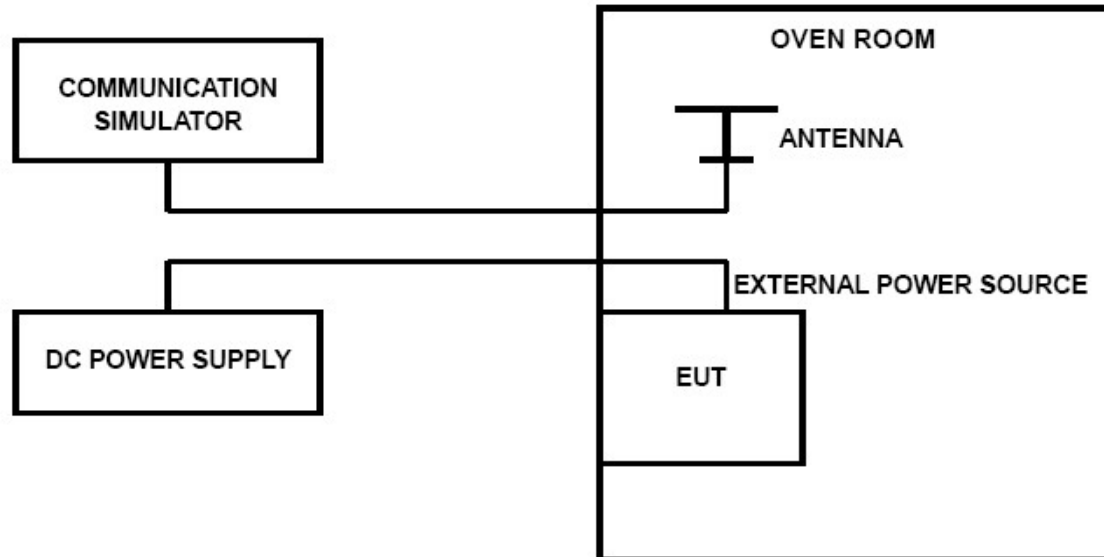 OVEN ROOM
COMMUNICATION
SIMULATOR
ANTENNA
EXTERNAL POWER SOURCE
DC POWER SUPPLY
EUT